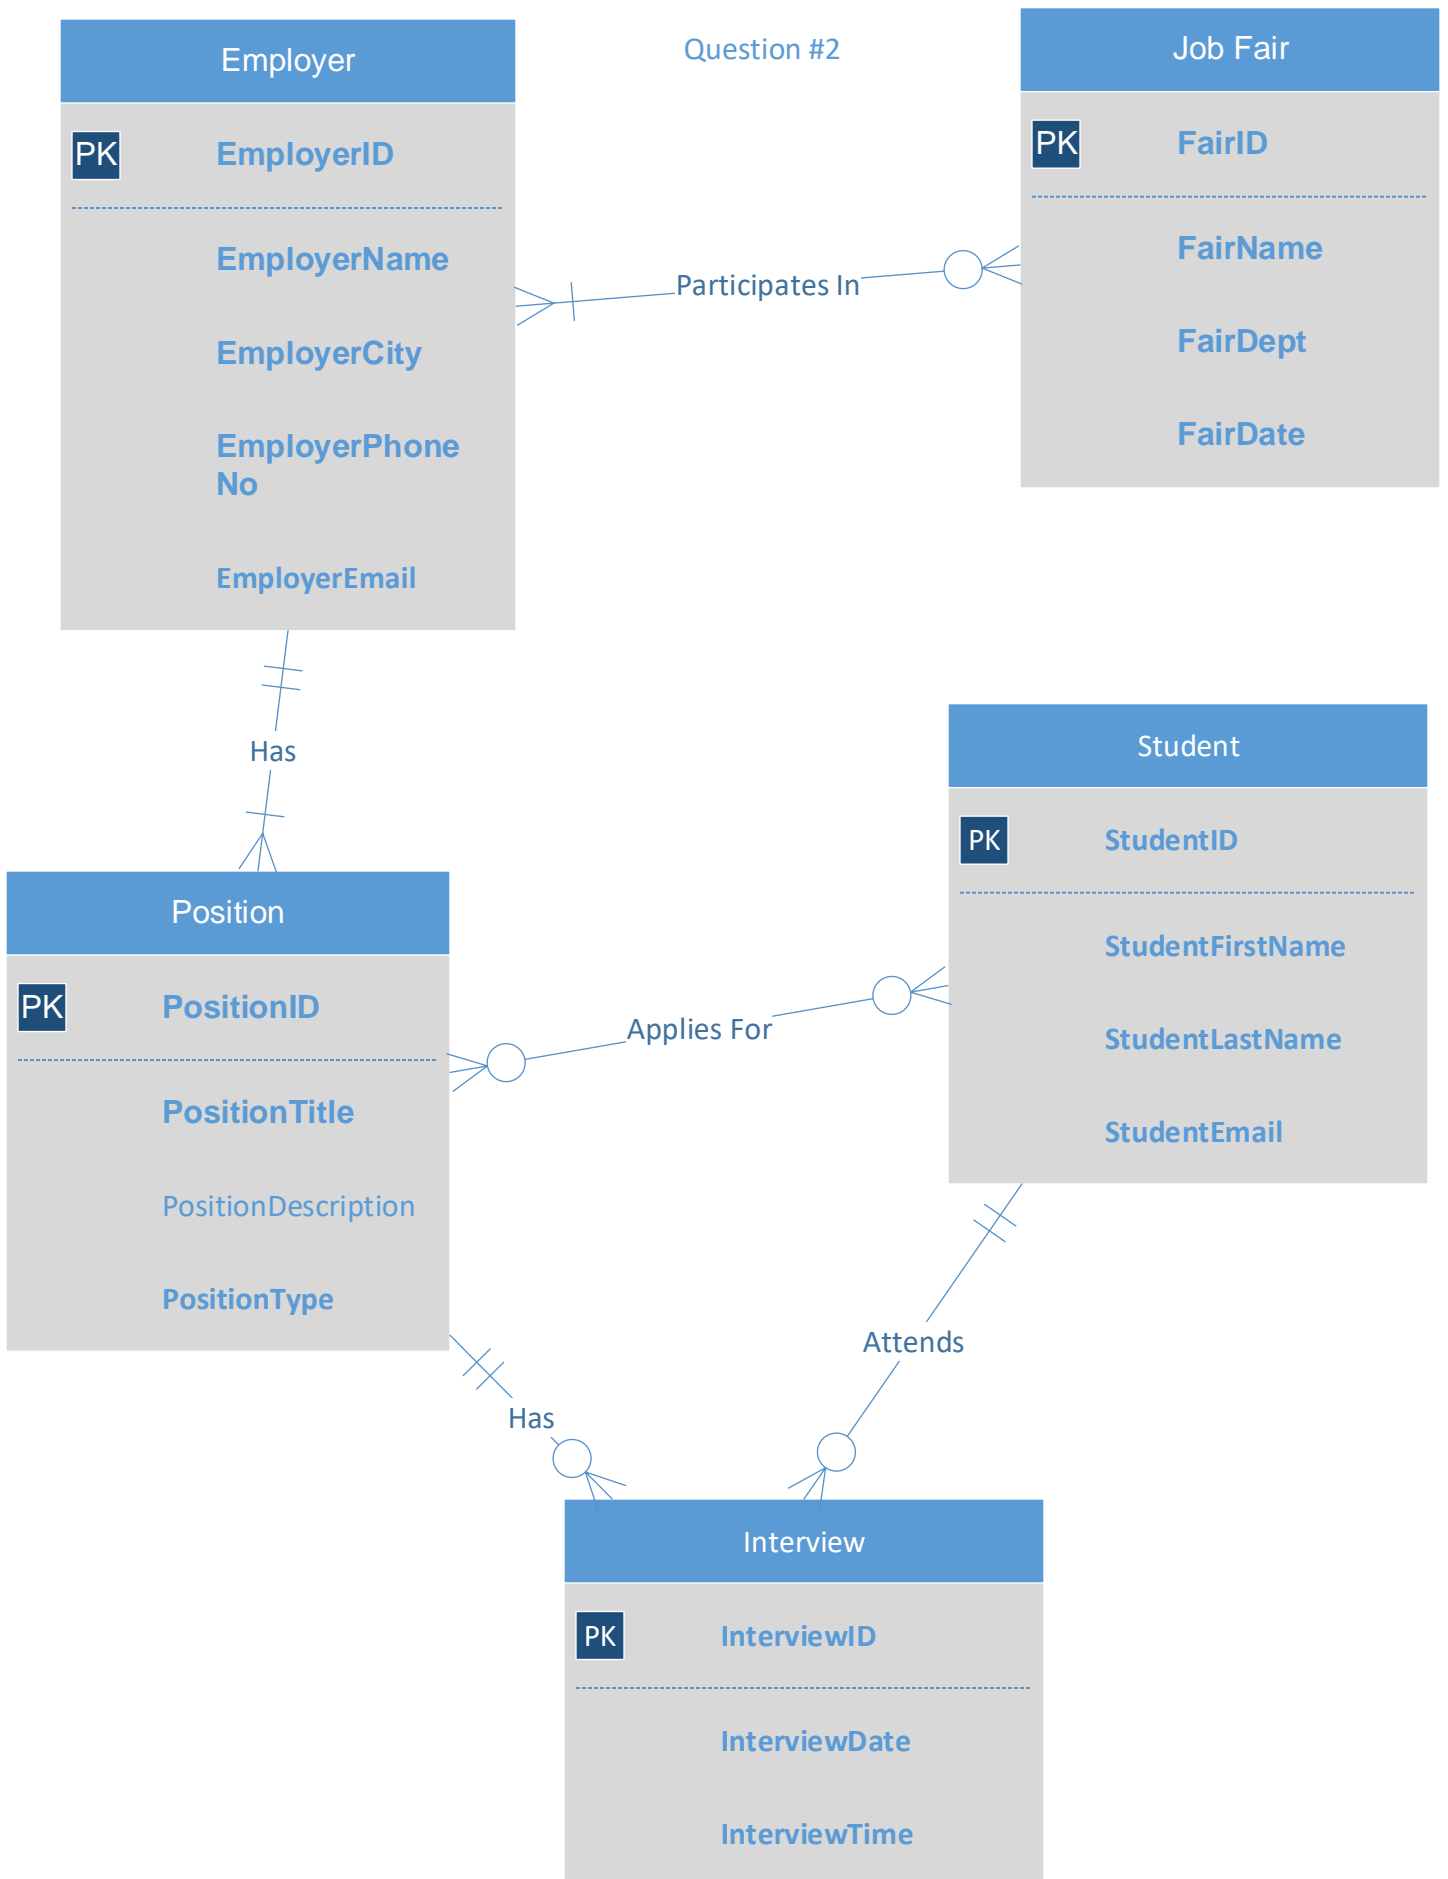 Question #2
Employer
PK EmployerID
EmployerName
EmployerCity
EmployerPhone
No
EmployerEmail
Job Fair
PK FairID
FairName
FairDept
FairDate
Participates In
Has
Position
PK PositionID
PositionTitle
PositionDescription
PositionType
Applies For
Student
PK StudentID
StudentFirstName
StudentLastName
StudentEmail
Attends
Has
Interview
PK InterviewID
InterviewDate
InterviewTime